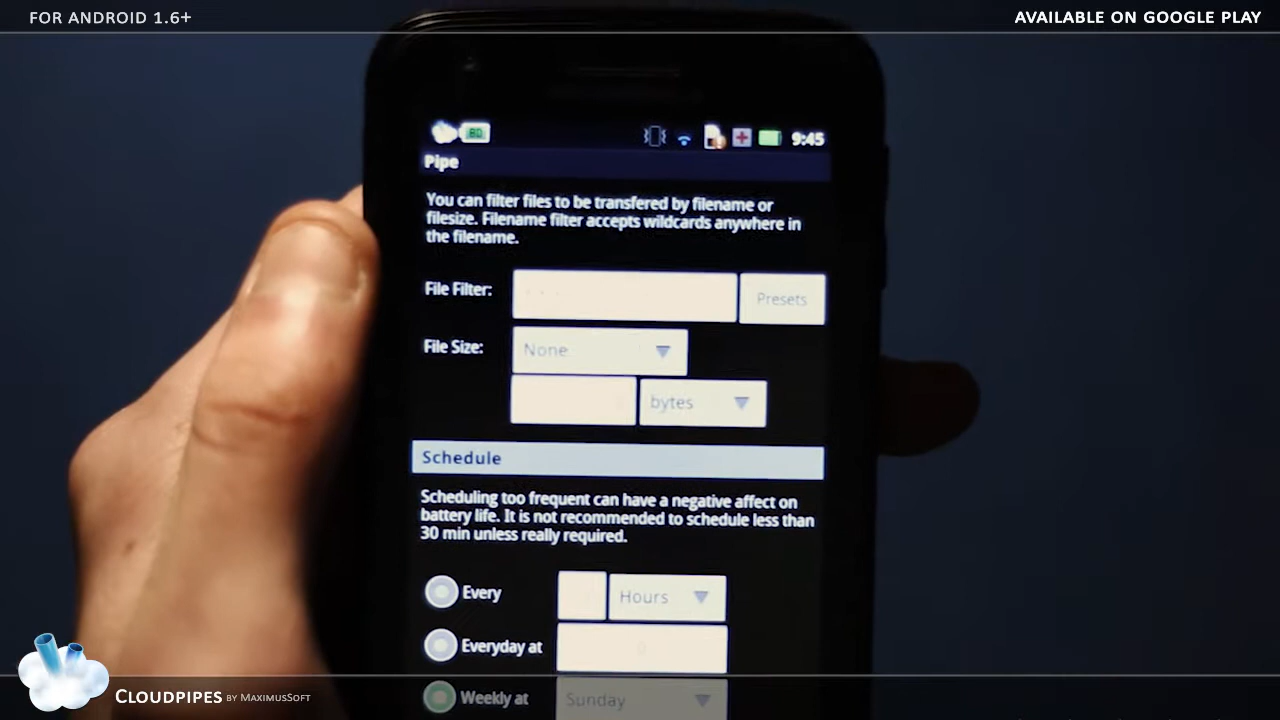 FOR ANDROID 1.6+
AVAILABLE ON GOOGLE PLAY
9:45
Pipe
You can filter files to be transfered by filename or
filesize. Filename filter accepts wildcards anywhere in
the filename.
File Filter:
Presets
File Size:
None
bytes
Schedule
Scheduling too frequent can have a negative affect on
battery life. It is not recommended to schedule less than
30 min unless really required.
Every
Hours
Everyday at
Weekly at
Sunday
CLOUDPIPES BY MAXIMUSSOFT